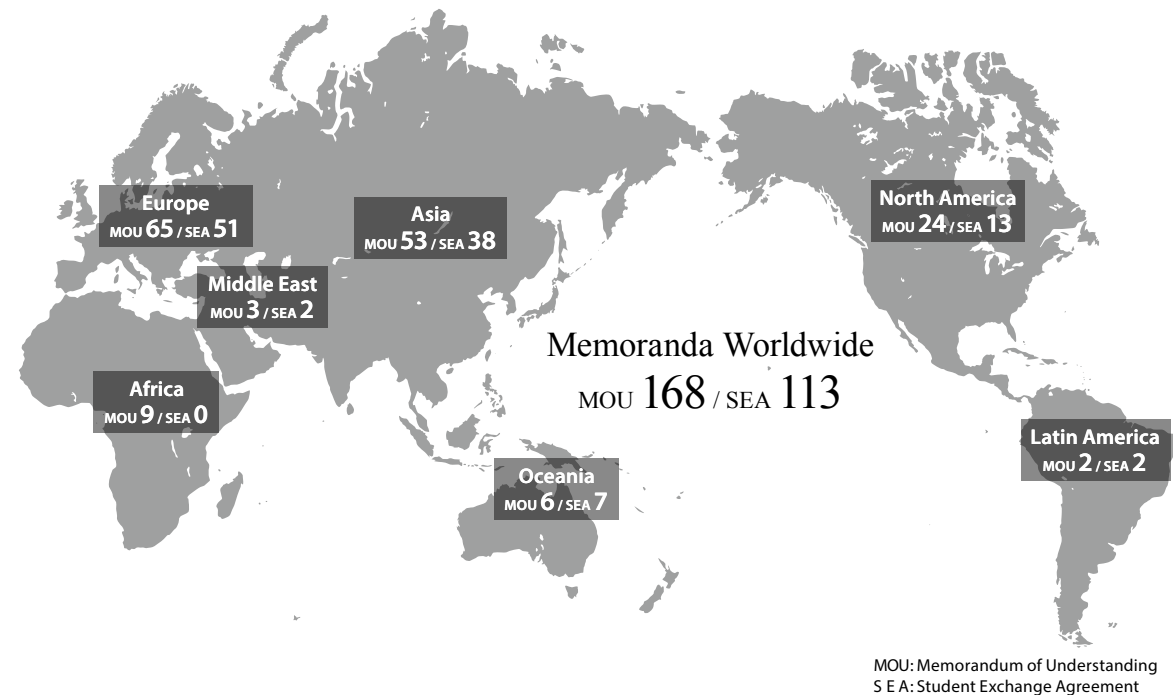 Europe
MOU 65 / SEA 51
Asia
MOU 53 / SEA 38
North America
MOU 24 / SEA 13
Middle East
MOU 3 / SEA 2
Memoranda Worldwide
MOU 168 / SEA 113
Africa
MOU 9 / SEA 0
Latin America
MOU 2 / SEA 2
Oceania
MOU 6 / SEA 7
MOU: Memorandum of Understanding
S E A: Student Exchange Agreement